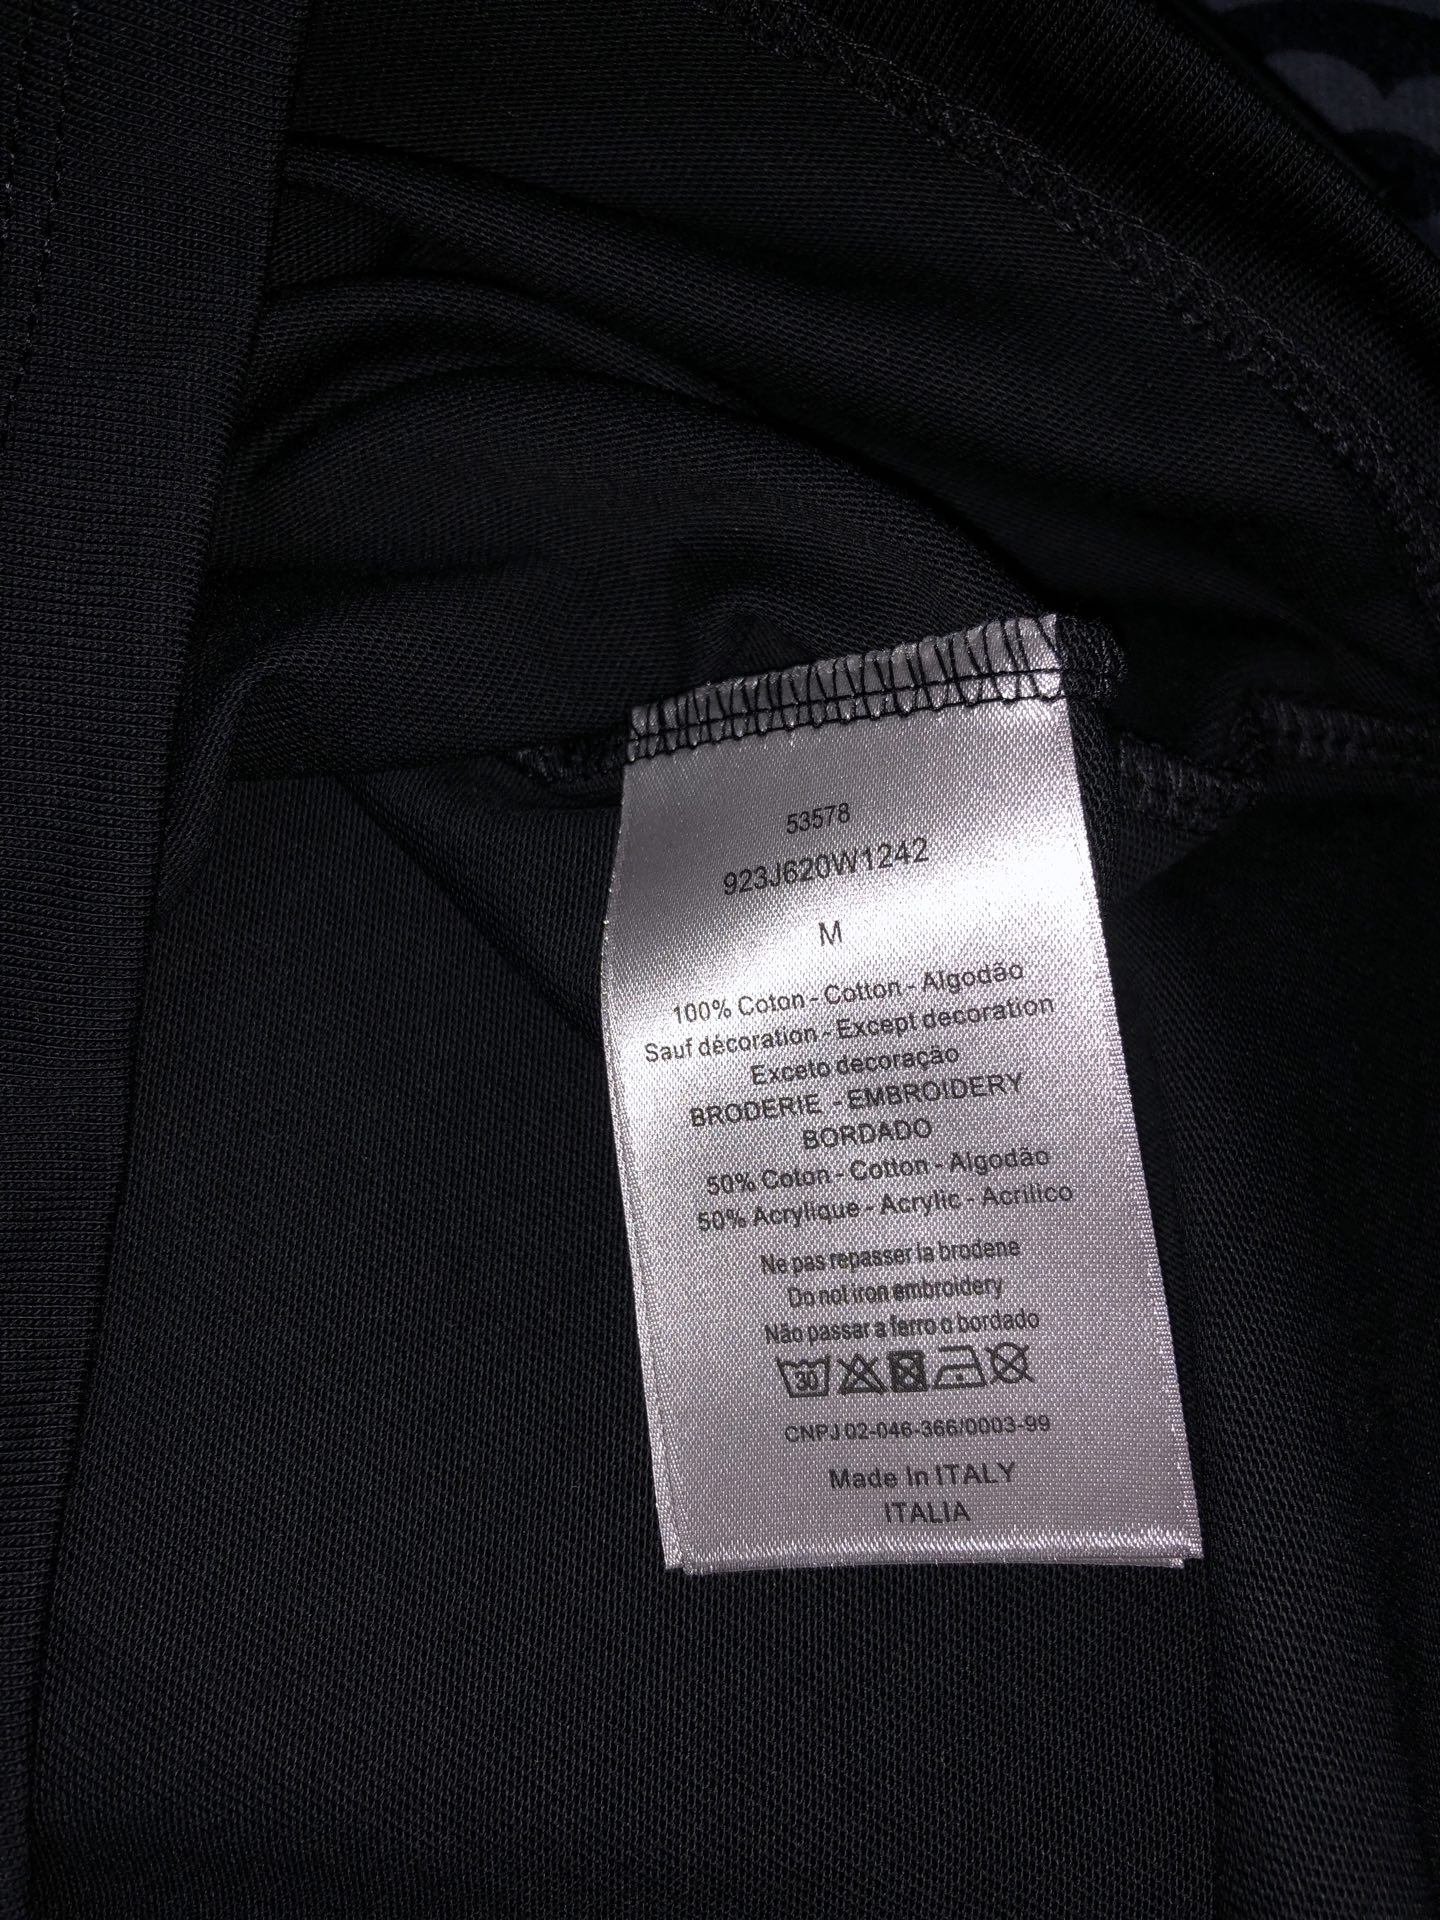 53578
923J620W1242
M
100% Coton - Cotton - Algodão
Sauf décoration - Except decoration
Exceto decoração
BRODERIE - EMBROIDERY
BORDADO
50% Coton - Cotton - Algodão
50% Acrylique - Acrylic - Acrilico
Ne pas repasser la brodene
Do not iron embroidery
Não passar a ferro o bordado
30
CNPJ 02-046-366/0003-99
Made In ITALY
ITALIA